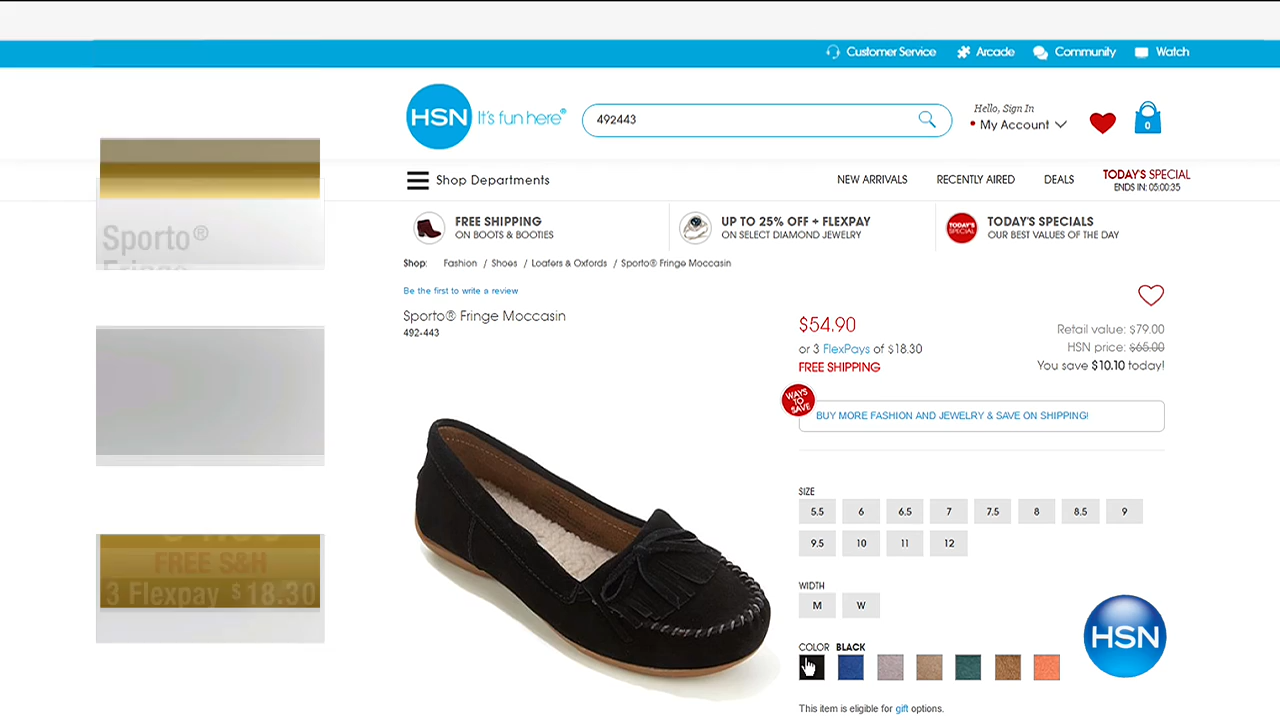 Customer Service Arcade Community Watch
HSN It's fun here®
492443
Hello, Sign In
My Account
0
Shop Departments
NEW ARRIVALS RECENTLY AIRED DEALS
TODAY'S SPECIAL
ENDS IN: 05:00:35
FREE SHIPPING
ON BOOTS & BOOTIES
UP TO 25% OFF + FLEXPAY
ON SELECT DIAMOND JEWELRY
TODAY'S SPECIAL
TODAY'S SPECIALS
OUR BEST VALUES OF THE DAY
Sporto®
Fringe
Shop: Fashion / Shoes / Loafers & Oxfords / Sporto® Fringe Moccasin
Be the first to write a review
Sporto® Fringe Moccasin
492-443
$54.90
or 3 FlexPays of $18.30
FREE SHIPPING
Retail value: $79.00
HSN price: $65.00
You save $10.10 today!
WAYS
TO
SAVE
BUY MORE FASHION AND JEWELRY & SAVE ON SHIPPING!
SIZE
5.5 6 6.5 7 7.5 8 8.5 9
9.5 10 11 12
WIDTH
M W
COLOR BLACK
This item is eligible for gift options.
FREE S&H
3 Flexpay $18.30
HSN